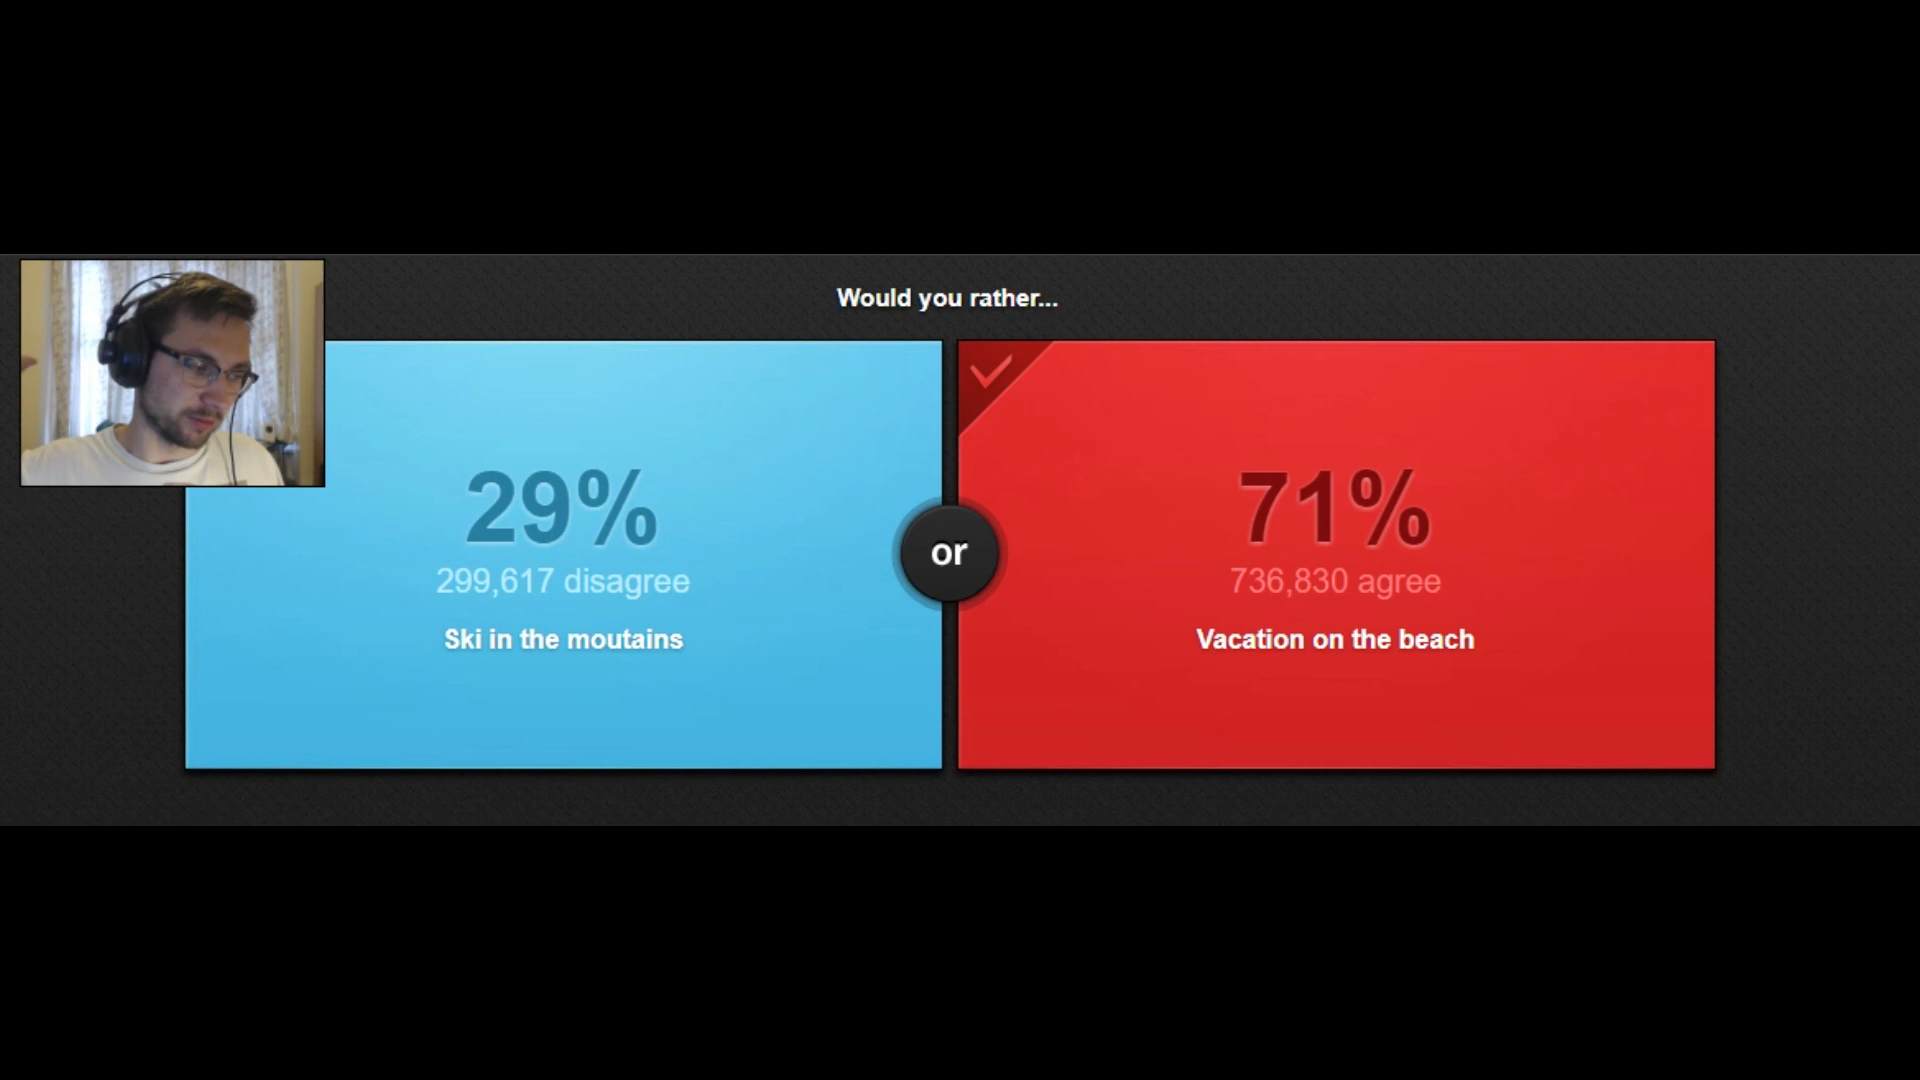 Would you rather...
29%
299,617 disagree
Ski in the moutains
or
71%
736,830 agree
Vacation on the beach